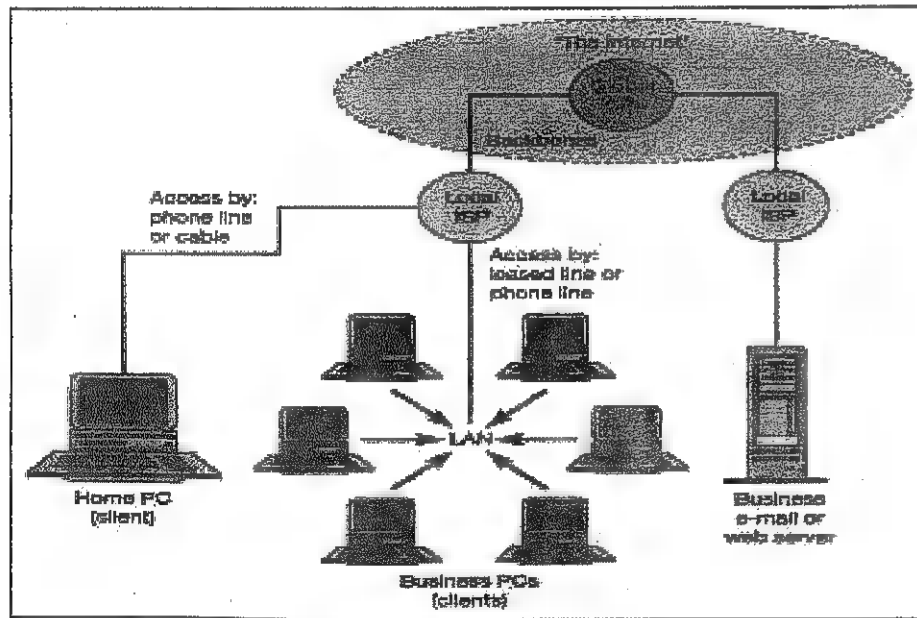 "The Internet"
Backbones
Local
ISP
Local
ISP
Access by:
phone line
or cable
Access by:
leased line or
phone line
LAN
Home PC
(client)
Business PCs
(clients)
Business
e-mail or
web server